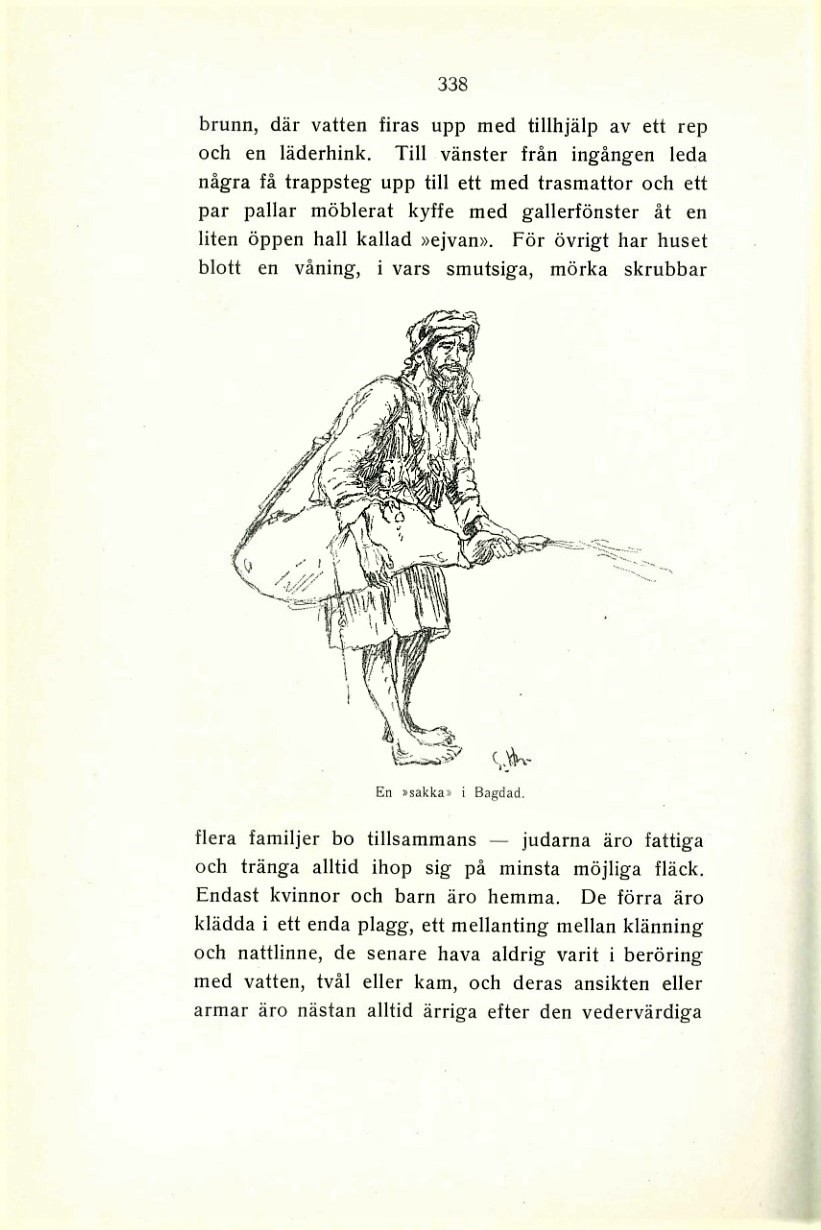 338
brunn, där vatten firas upp med tillhjälp av ett rep
och en läderhink. Till vänster från ingången leda
några få trappsteg upp till ett med trasmattor och ett
par pallar möblerat kyffe med gallerfönster åt en
liten öppen hall kallad »ejvan». För övrigt har huset
blott en våning, i vars smutsiga, mörka skrubbar
En »sakka» i Bagdad.
flera familjer bo tillsammans — judarna äro fattiga
och tränga alltid ihop sig på minsta möjliga fläck.
Endast kvinnor och barn äro hemma. De förra äro
klädda i ett enda plagg, ett mellanting mellan klänning
och nattlinne, de senare hava aldrig varit i beröring
med vatten, tvål eller kam, och deras ansikten eller
armar äro nästan alltid ärriga efter den vedervärdiga